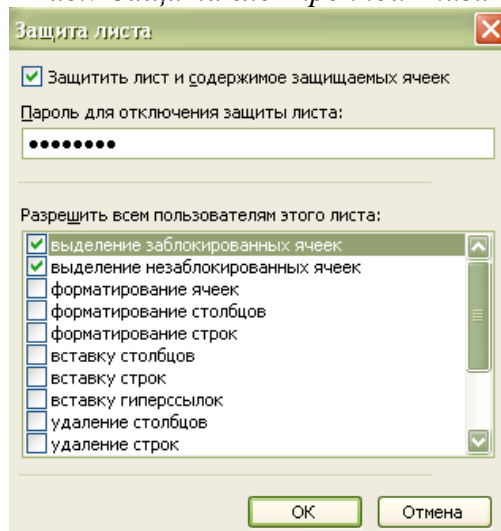 Защита листа
Защитить лист и содержимое защищаемых ячеек
Пароль для отключения защиты листа:
●●●●●●●●
Разрешить всем пользователям этого листа:
выделение заблокированных ячеек
выделение незаблокированных ячеек
форматирование ячеек
форматирование столбцов
форматирование строк
вставку столбцов
вставку строк
вставку гиперссылок
удаление столбцов
удаление строк
ОК Отмена